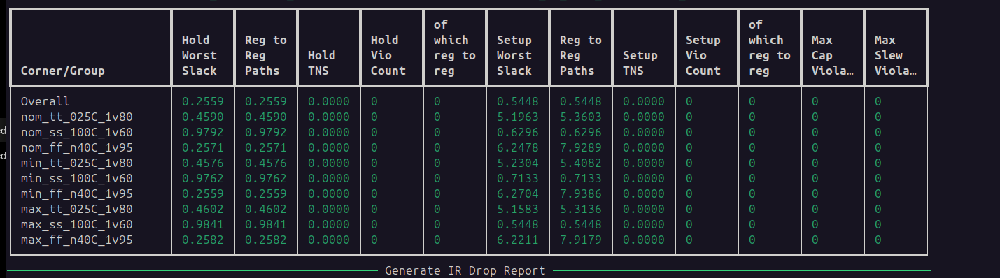 of of
Hold Reg to Hold which Setup Reg to Setup which Max Max
Worst Reg Hold Vio reg to Worst Reg Setup Vio reg to Cap Slew
Corner/Group Slack Paths TNS Count reg Slack Paths TNS Count reg Viola… Viola…
Overall 0.2559 0.2559 0.0000 0 0 0.5448 0.5448 0.0000 0 0 0 0
nom_tt_025C_1v80 0.4590 0.4590 0.0000 0 0 5.1963 5.3603 0.0000 0 0 0 0
nom_ss_100C_1v60 0.9792 0.9792 0.0000 0 0 0.6296 0.6296 0.0000 0 0 0 0
nom_ff_n40C_1v95 0.2571 0.2571 0.0000 0 0 6.2478 7.9289 0.0000 0 0 0 0
min_tt_025C_1v80 0.4576 0.4576 0.0000 0 0 5.2304 5.4082 0.0000 0 0 0 0
min_ss_100C_1v60 0.9762 0.9762 0.0000 0 0 0.7133 0.7133 0.0000 0 0 0 0
min_ff_n40C_1v95 0.2559 0.2559 0.0000 0 0 6.2704 7.9386 0.0000 0 0 0 0
max_tt_025C_1v80 0.4602 0.4602 0.0000 0 0 5.1583 5.3136 0.0000 0 0 0 0
max_ss_100C_1v60 0.9841 0.9841 0.0000 0 0 0.5448 0.5448 0.0000 0 0 0 0
max_ff_n40C_1v95 0.2582 0.2582 0.0000 0 0 6.2211 7.9179 0.0000 0 0 0 0
Generate IR Drop Report